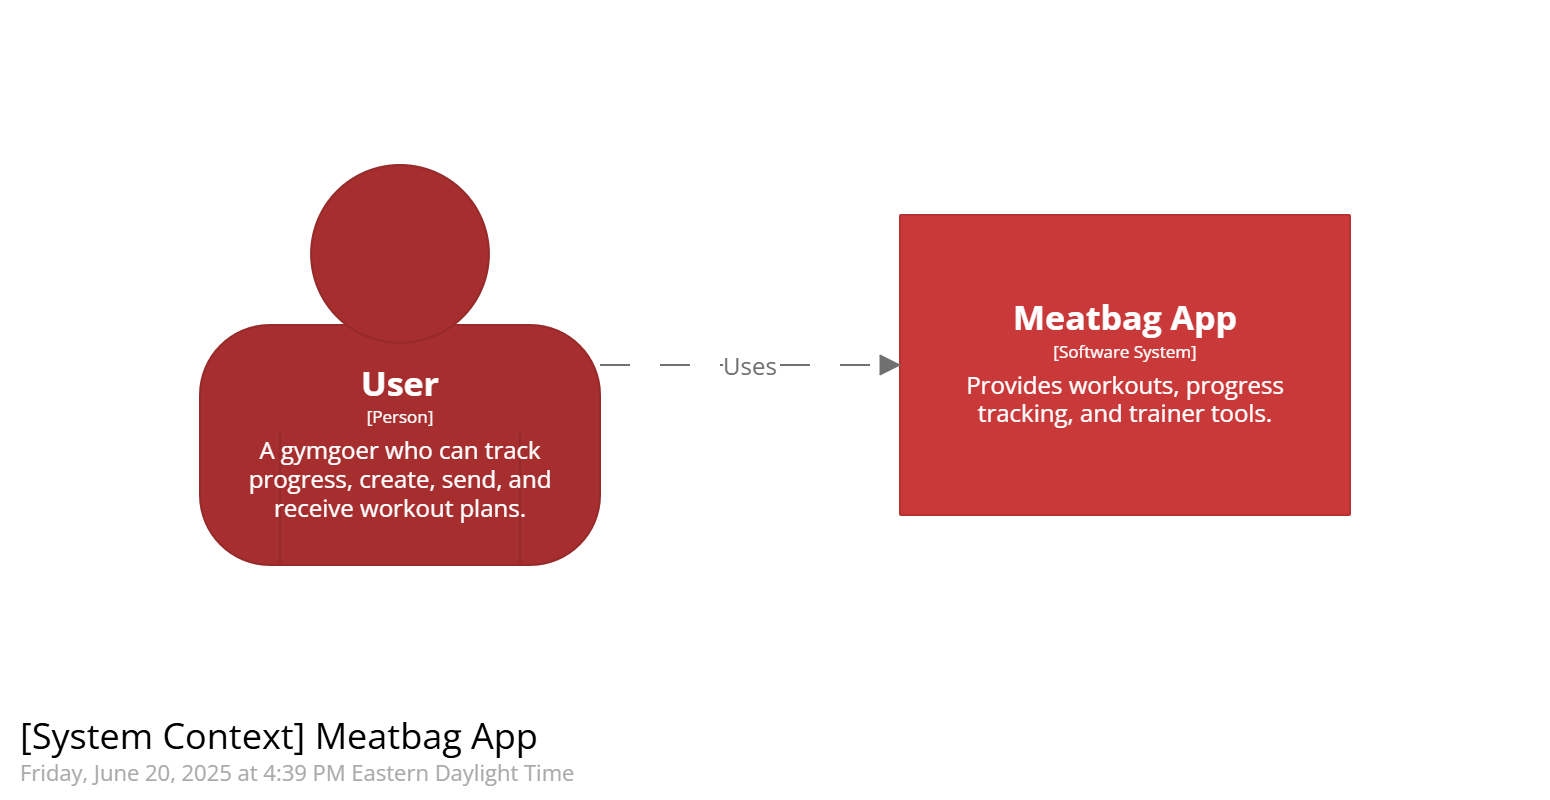 User
[Person]
A gymgoer who can track
progress, create, send, and
receive workout plans.
Uses
Meatbag App
[Software System]
Provides workouts, progress
tracking, and trainer tools.
[System Context] Meatbag App
Friday, June 20, 2025 at 4:39 PM Eastern Daylight Time